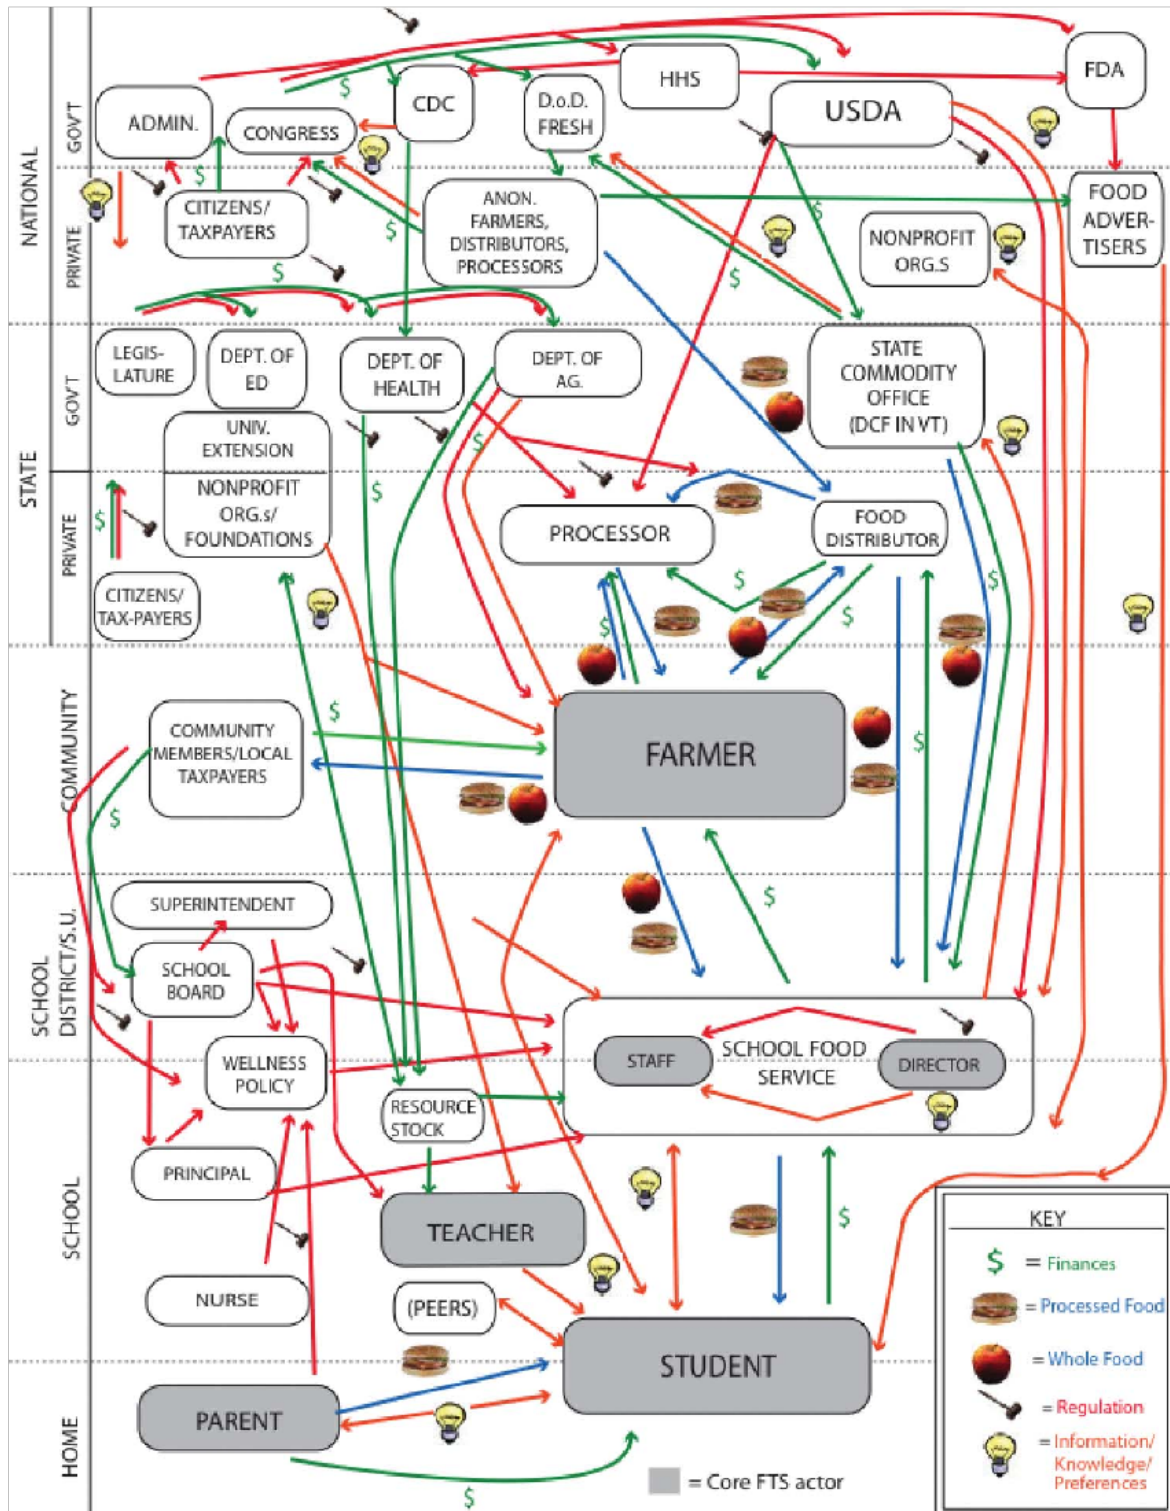 NATIONAL
GOV'T
PRIVATE
STATE
GOV'T
PRIVATE
COMMUNITY
SCHOOL
DISTRICT/S.U.
SCHOOL
HOME
ADMIN.
CONGRESS
CDC
D.o.D.
FRESH
HHS
USDA
FDA
$
$
$
$
CITIZENS/
TAXPAYERS
ANON.
FARMERS,
DISTRIBUTORS,
PROCESSORS
NONPROFIT
ORG.S
FOOD
ADVER-
TISERS
$
$
LEGIS-
LATURE
DEPT. OF
ED
DEPT. OF
HEALTH
DEPT. OF
AG.
STATE
COMMODITY
OFFICE
(DCF IN VT)
UNIV.
EXTENSION
NONPROFIT
ORG.s/
FOUNDATIONS
$
$
$
PROCESSOR
FOOD
DISTRIBUTOR
CITIZENS/
TAX-PAYERS
$
$
$
$
COMMUNITY
MEMBERS/LOCAL
TAXPAYERS
$
FARMER
$
$
SUPERINTENDENT
$
SCHOOL
BOARD
WELLNESS
POLICY
STAFF
SCHOOL FOOD
SERVICE
DIRECTOR
RESOURCE
STOCK
PRINCIPAL
TEACHER
$
NURSE
(PEERS)
STUDENT
PARENT
$
= Core FTS actor
KEY
$ = Finances
= Processed Food
= Whole Food
= Regulation
= Information/
Knowledge/
Preferences